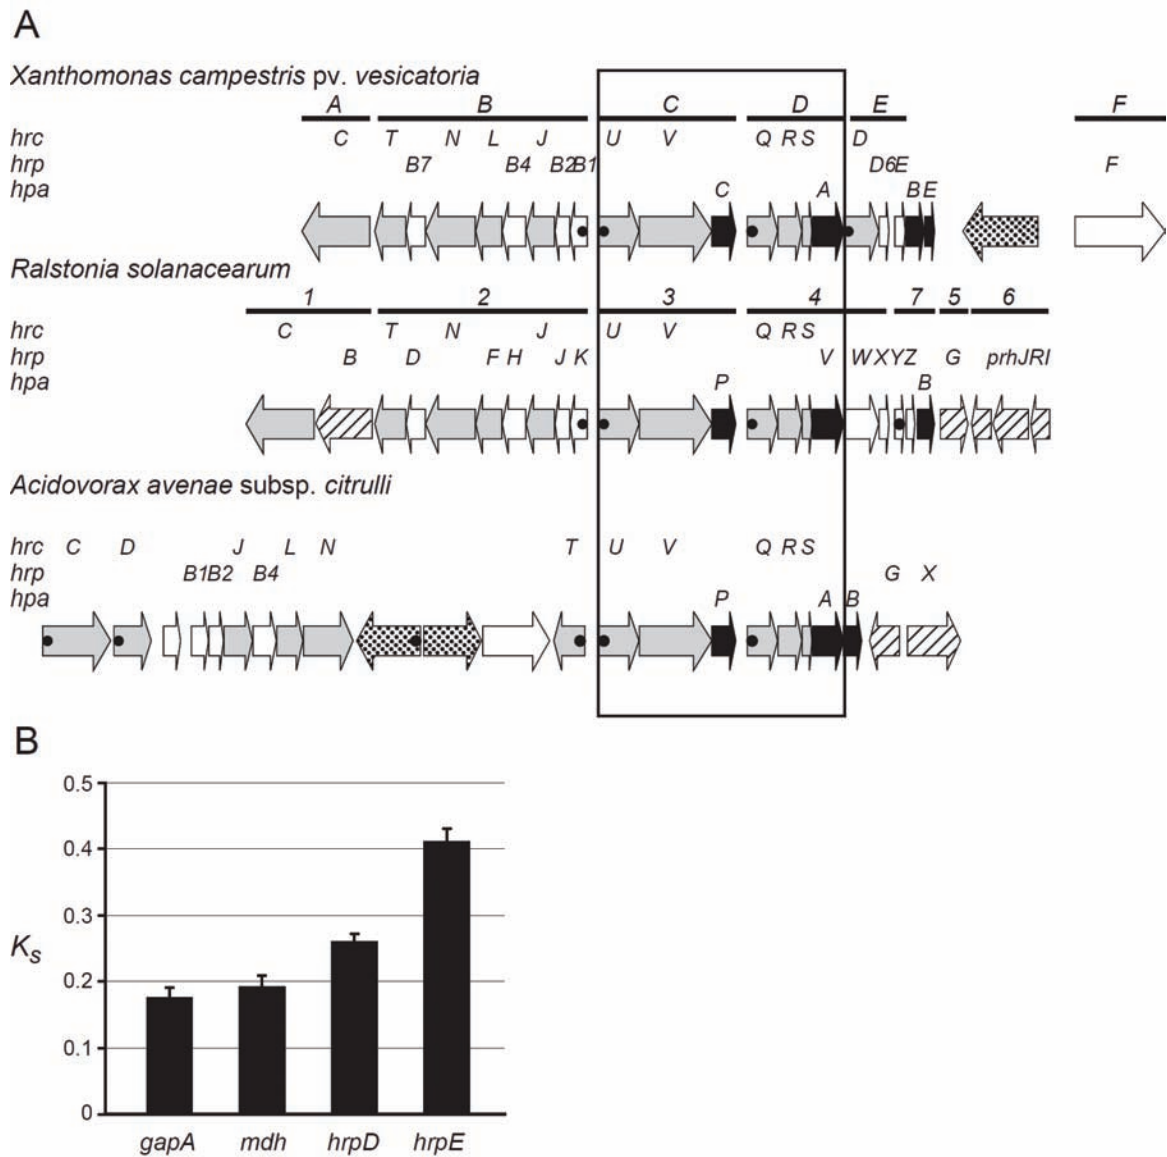 A
Xanthomonas campestris pv. vesicatoria
A B C D E F
hrc C T N L J U V Q R S D
hrp B7 B4 B2 B1 D6 E F
hpa C A B E
Ralstonia solanacearum
1 2 3 4 7 5 6
hrc C T N J U V Q R S
hrp B D F H J K V W X Y Z G prhJRI
hpa P B
Acidovorax avenae subsp. citrulli
hrc C D J L N T U V Q R S
hrp B1 B2 B4 G X
hpa P A B
B
0.5
0.4
0.3
Ks
0.2
0.1
0
gapA mdh hrpD hrpE